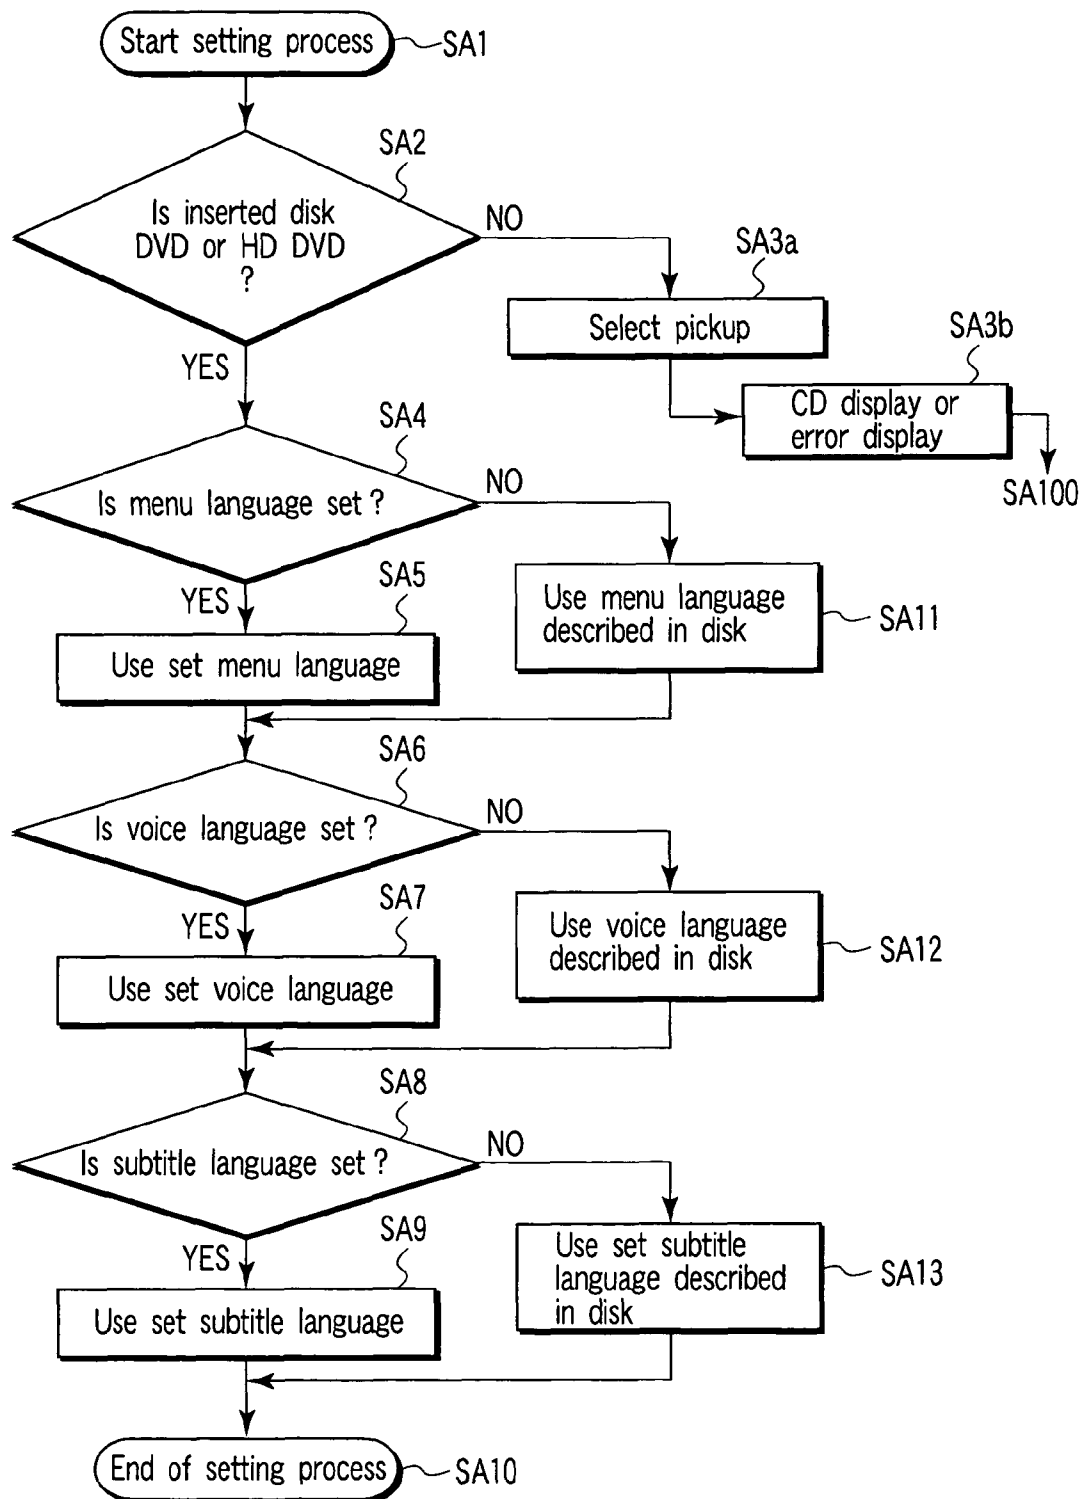 Start setting process
SA1
SA2
Is inserted disk
DVD or HD DVD
?
NO
YES
SA3a
Select pickup
SA3b
CD display or
error display
SA100
SA4
Is menu language set ?
NO
YES
SA5
Use set menu language
Use menu language
described in disk
SA11
SA6
Is voice language set ?
NO
YES
SA7
Use set voice language
Use voice language
described in disk
SA12
SA8
Is subtitle language set ?
NO
YES
SA9
Use set subtitle language
Use set subtitle
language described
in disk
SA13
End of setting process
SA10